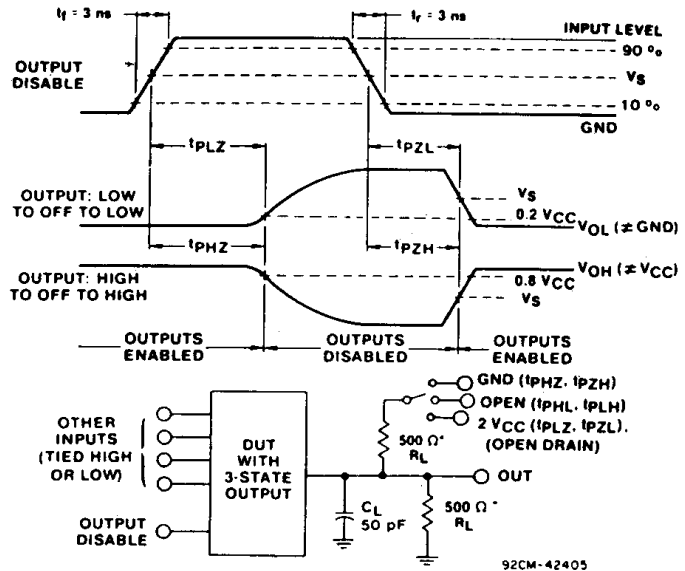 tf = 3 ns
tr = 3 ns
INPUT LEVEL
90 %
OUTPUT
DISABLE
VS
10 %
GND
tPLZ
tPZL
OUTPUT: LOW
TO OFF TO LOW
VS
0.2 VCC
VOL (≠ GND)
tPHZ
tPZH
OUTPUT: HIGH
TO OFF TO HIGH
VOH (≠ VCC)
0.8 VCC
VS
OUTPUTS
ENABLED
OUTPUTS
DISABLED
OUTPUTS
ENABLED
OTHER
INPUTS
(TIED HIGH
OR LOW)
OUTPUT
DISABLE
DUT
WITH
3-STATE
OUTPUT
GND (tPHZ, tPZH)
OPEN (tPHL, tPLH)
2 VCC (tPLZ, tPZL),
(OPEN DRAIN)
500 Ω*
RL
OUT
CL
50 pF
500 Ω*
RL
92CM-42405